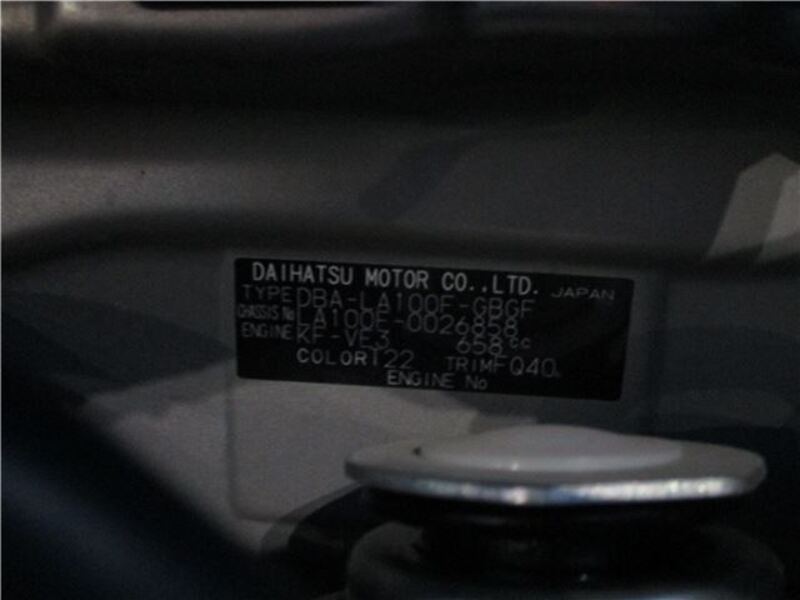 DAIHATSU MOTOR CO.,LTD. JAPAN
TYPE DBA-LA100F-GBGF
CHASSIS No LA100F-0026858
ENGINE KF-VE3 658cc
COLOR T22 TRIM FQ40
ENGINE No